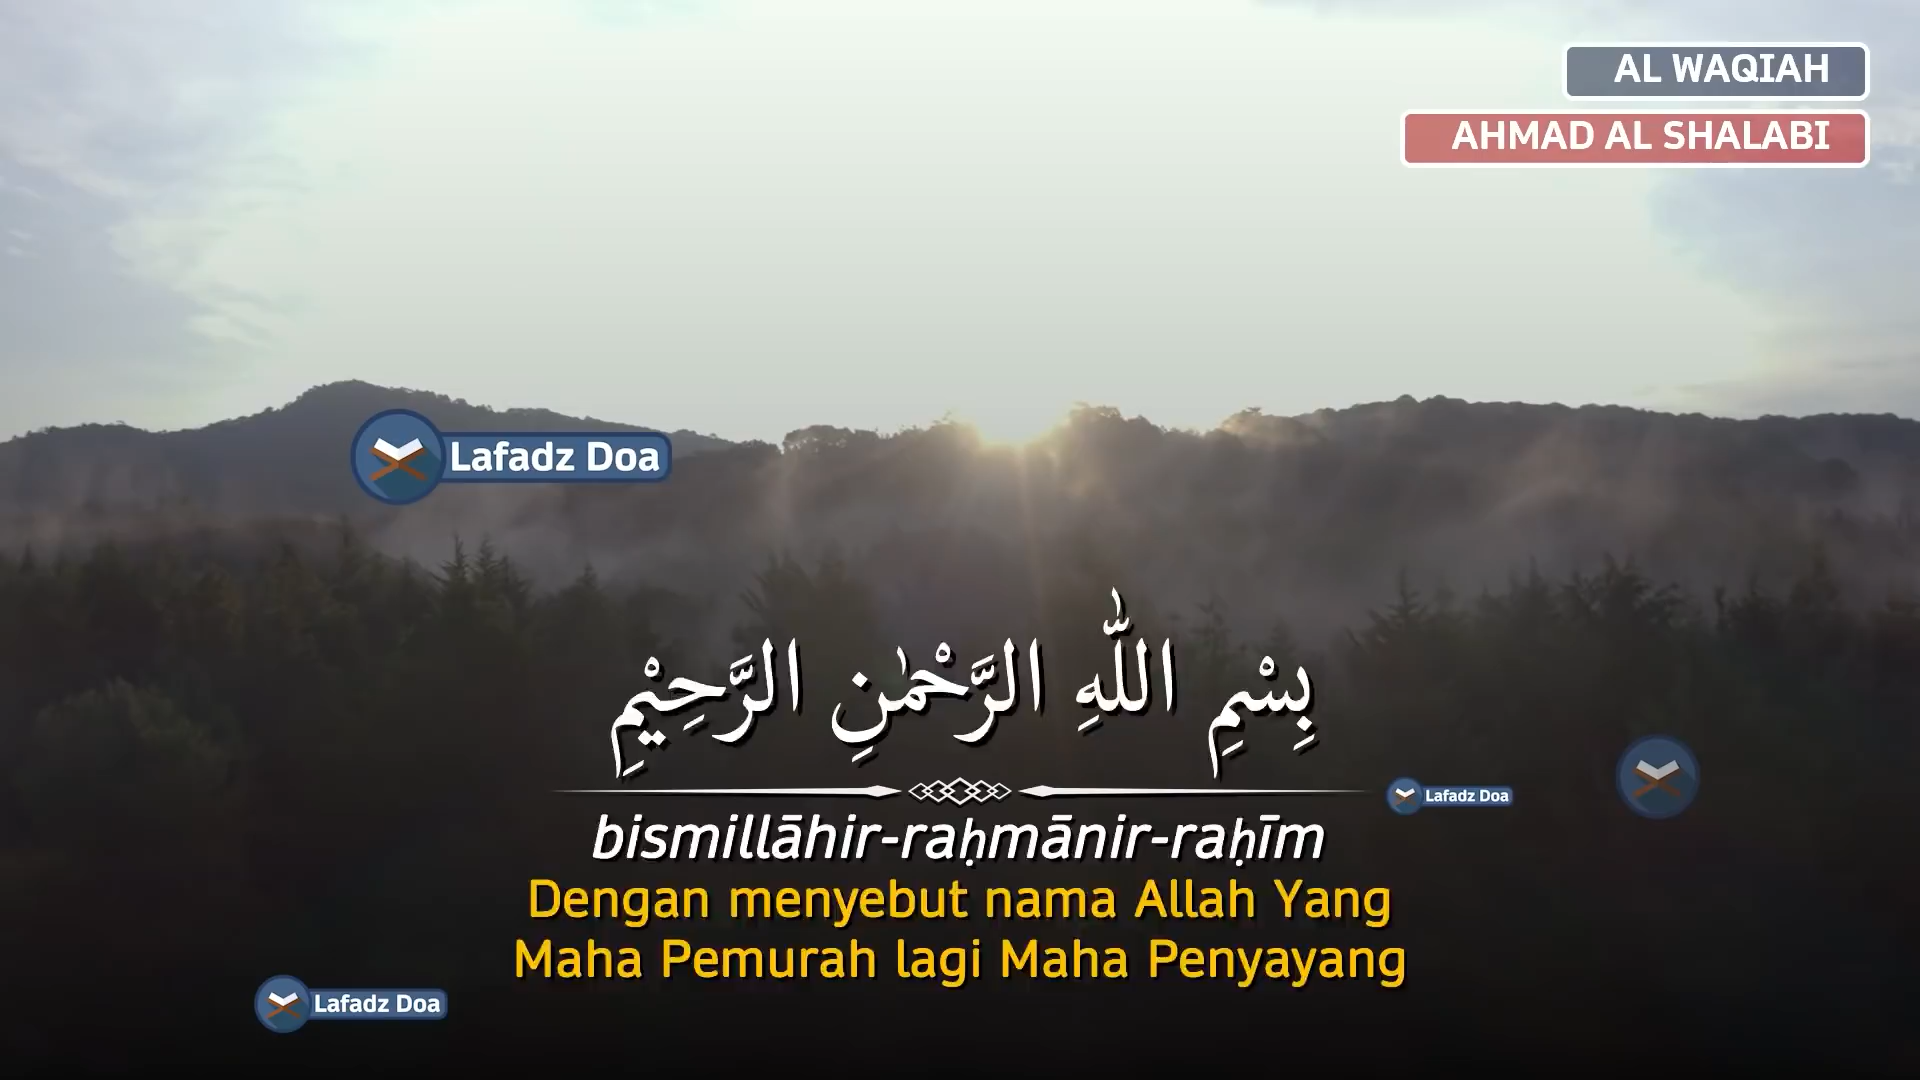 AL WAQIAH
AHMAD AL SHALABI
Lafadz Doa
بِسْمِ اللّٰهِ الرَّحْمٰنِ الرَّحِيْمِ
Lafadz Doa
bismillāhir-raḥmānir-raḥīm
Dengan menyebut nama Allah Yang
Maha Pemurah lagi Maha Penyayang
Lafadz Doa